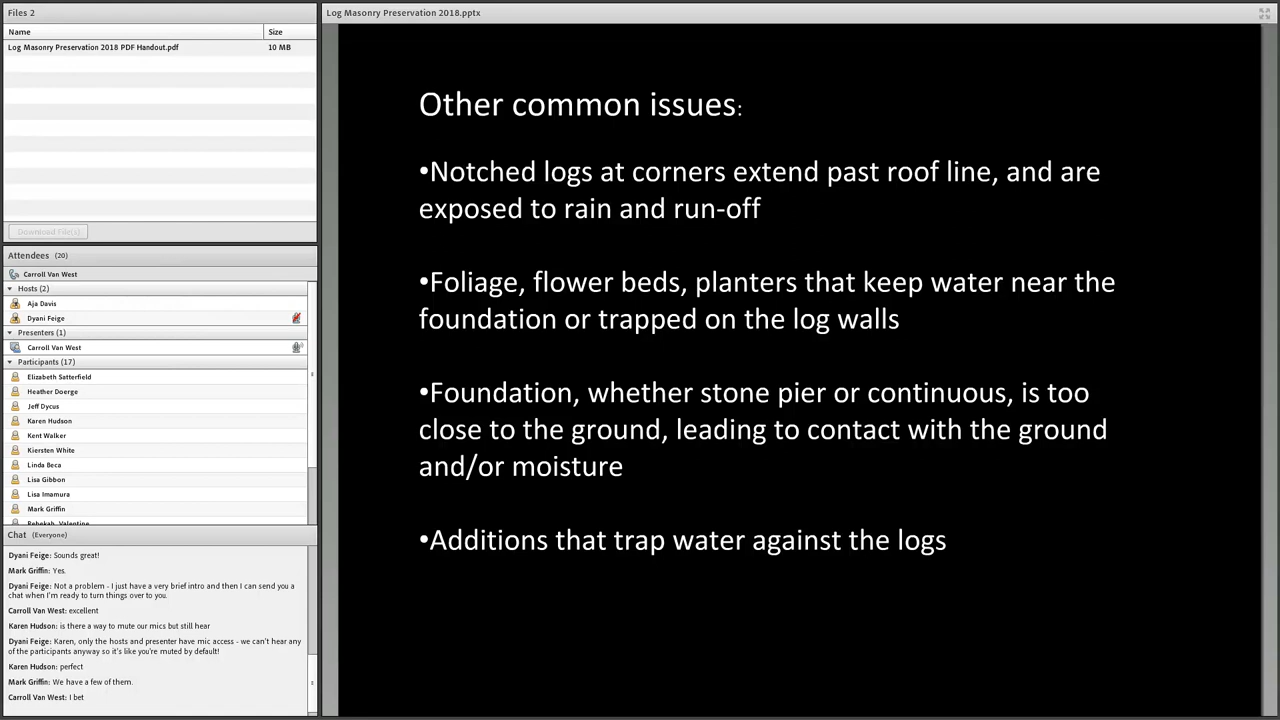 Files 2
Name Size
Log Masonry Preservation 2018 PDF Handout.pdf 10 MB
Download File(s)
Attendees (20)
Carroll Van West
Hosts (2)
Aja Davis
Dyani Feige
Presenters (1)
Carroll Van West
Participants (17)
Elizabeth Satterfield
Heather Doerge
Jeff Dycus
Karen Hudson
Kent Walker
Kiersten White
Linda Beca
Lisa Gibbon
Lisa Imamura
Mark Griffin
Rebekah, Valentine
Chat (Everyone)
Dyani Feige: Sounds great!
Mark Griffin: Yes.
Dyani Feige: Not a problem - I just have a very brief intro and then I can send you a
chat when I'm ready to turn things over to you.
Carroll Van West: excellent
Karen Hudson: is there a way to mute our mics but still hear
Dyani Feige: Karen, only the hosts and presenter have mic access - we can't hear any
of the participants anyway so it's like you're muted by default!
Karen Hudson: perfect
Mark Griffin: We have a few of them.
Carroll Van West: I bet
Log Masonry Preservation 2018.pptx
Other common issues:
•Notched logs at corners extend past roof line, and are
exposed to rain and run-off
•Foliage, flower beds, planters that keep water near the
foundation or trapped on the log walls
•Foundation, whether stone pier or continuous, is too
close to the ground, leading to contact with the ground
and/or moisture
•Additions that trap water against the logs